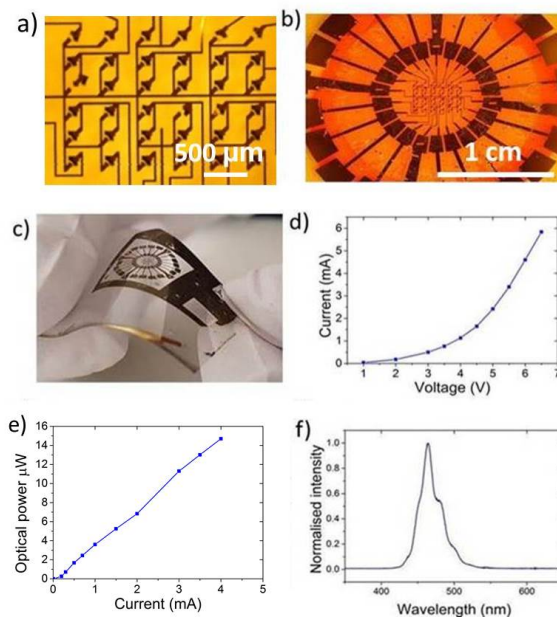 a)
500 µm
b)
1 cm
c)
d)
Current (mA)
6
5
4
3
2
1
0
1 2 3 4 5 6 7
Voltage (V)
e)
Optical power µW
16
14
12
10
8
6
4
2
0
0 1 2 3 4 5
Current (mA)
f)
Normalised intensity
1.0
0.8
0.6
0.4
0.2
0.0
400 500 600
Wavelength (nm)